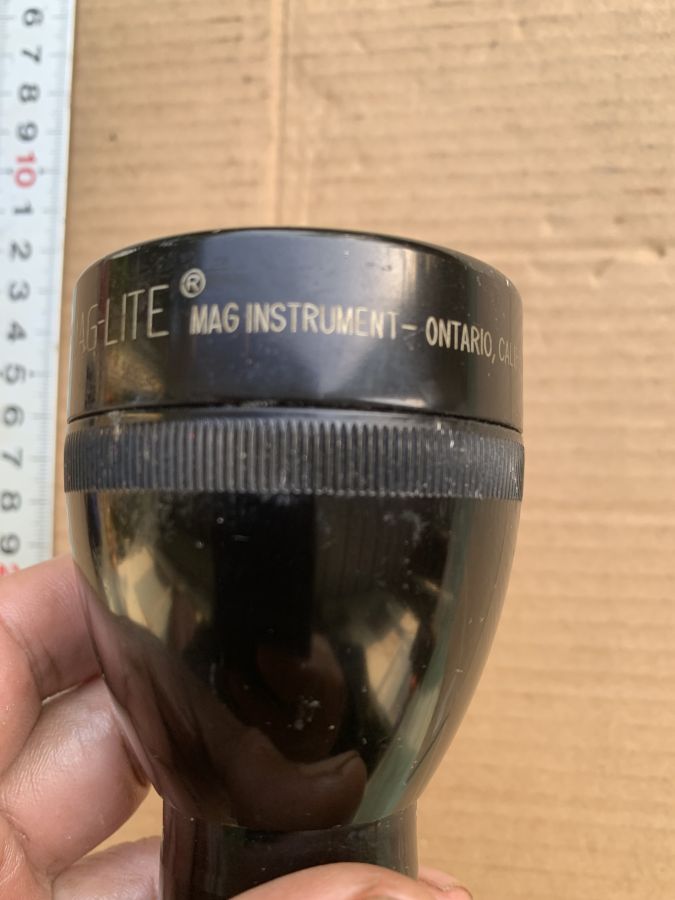 6 7 8 9 10 1 2 3 4 5 6 7 8 9
AG-LITE® MAG INSTRUMENT- ONTARIO, CALIF